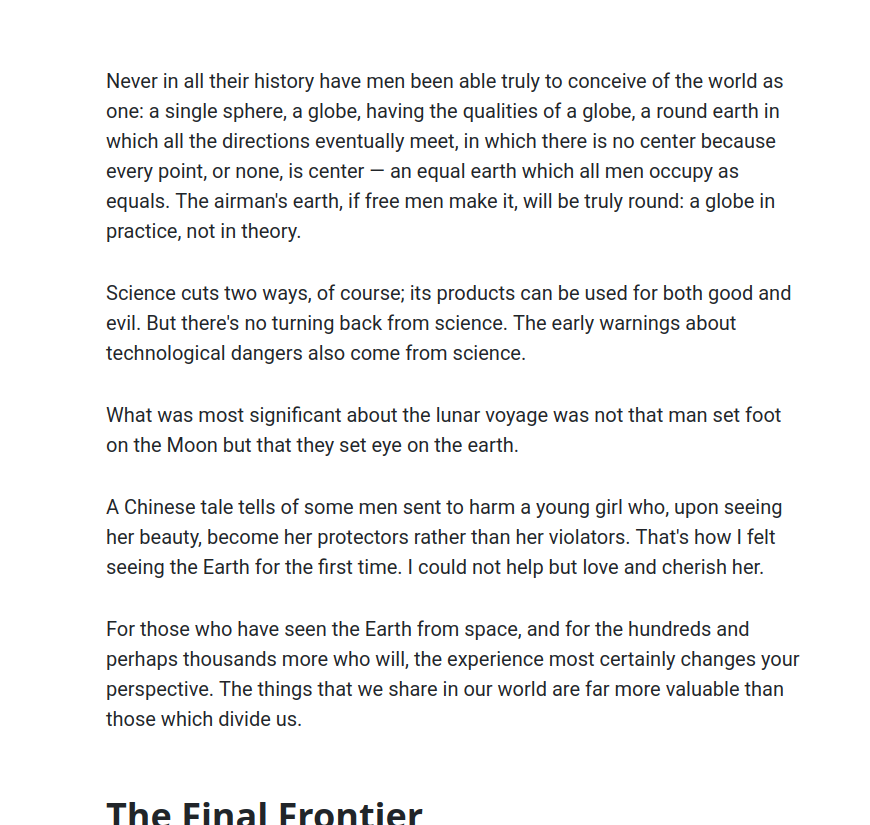 Never in all their history have men been able truly to conceive of the world as
one: a single sphere, a globe, having the qualities of a globe, a round earth in
which all the directions eventually meet, in which there is no center because
every point, or none, is center — an equal earth which all men occupy as
equals. The airman's earth, if free men make it, will be truly round: a globe in
practice, not in theory.
Science cuts two ways, of course; its products can be used for both good and
evil. But there's no turning back from science. The early warnings about
technological dangers also come from science.
What was most significant about the lunar voyage was not that man set foot
on the Moon but that they set eye on the earth.
A Chinese tale tells of some men sent to harm a young girl who, upon seeing
her beauty, become her protectors rather than her violators. That's how I felt
seeing the Earth for the first time. I could not help but love and cherish her.
For those who have seen the Earth from space, and for the hundreds and
perhaps thousands more who will, the experience most certainly changes your
perspective. The things that we share in our world are far more valuable than
those which divide us.
The Final Frontier